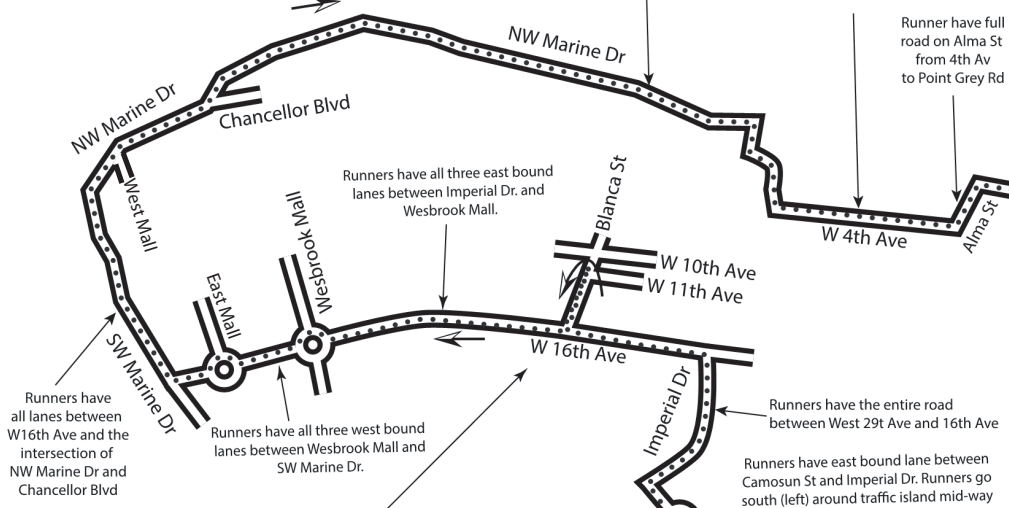 Runner have full
road on Alma St
from 4th Av
to Point Grey Rd
NW Marine Dr
NW Marine Dr
Chancellor Blvd
West Mall
Runners have all three east bound
lanes between Imperial Dr. and
Wesbrook Mall.
Blanca St
Wesbrook Mall
W 4th Ave
Alma St
W 10th Ave
W 11th Ave
East Mall
SW Marine Dr
W 16th Ave
Imperial Dr
Runners have
all lanes between
W16th Ave and the
intersection of
NW Marine Dr and
Chancellor Blvd
Runners have all three west bound
lanes between Wesbrook Mall and
SW Marine Dr.
Runners have the entire road
between West 29t Ave and 16th Ave
Runners have east bound lane between
Camosun St and Imperial Dr. Runners go
south (left) around traffic island mid-way